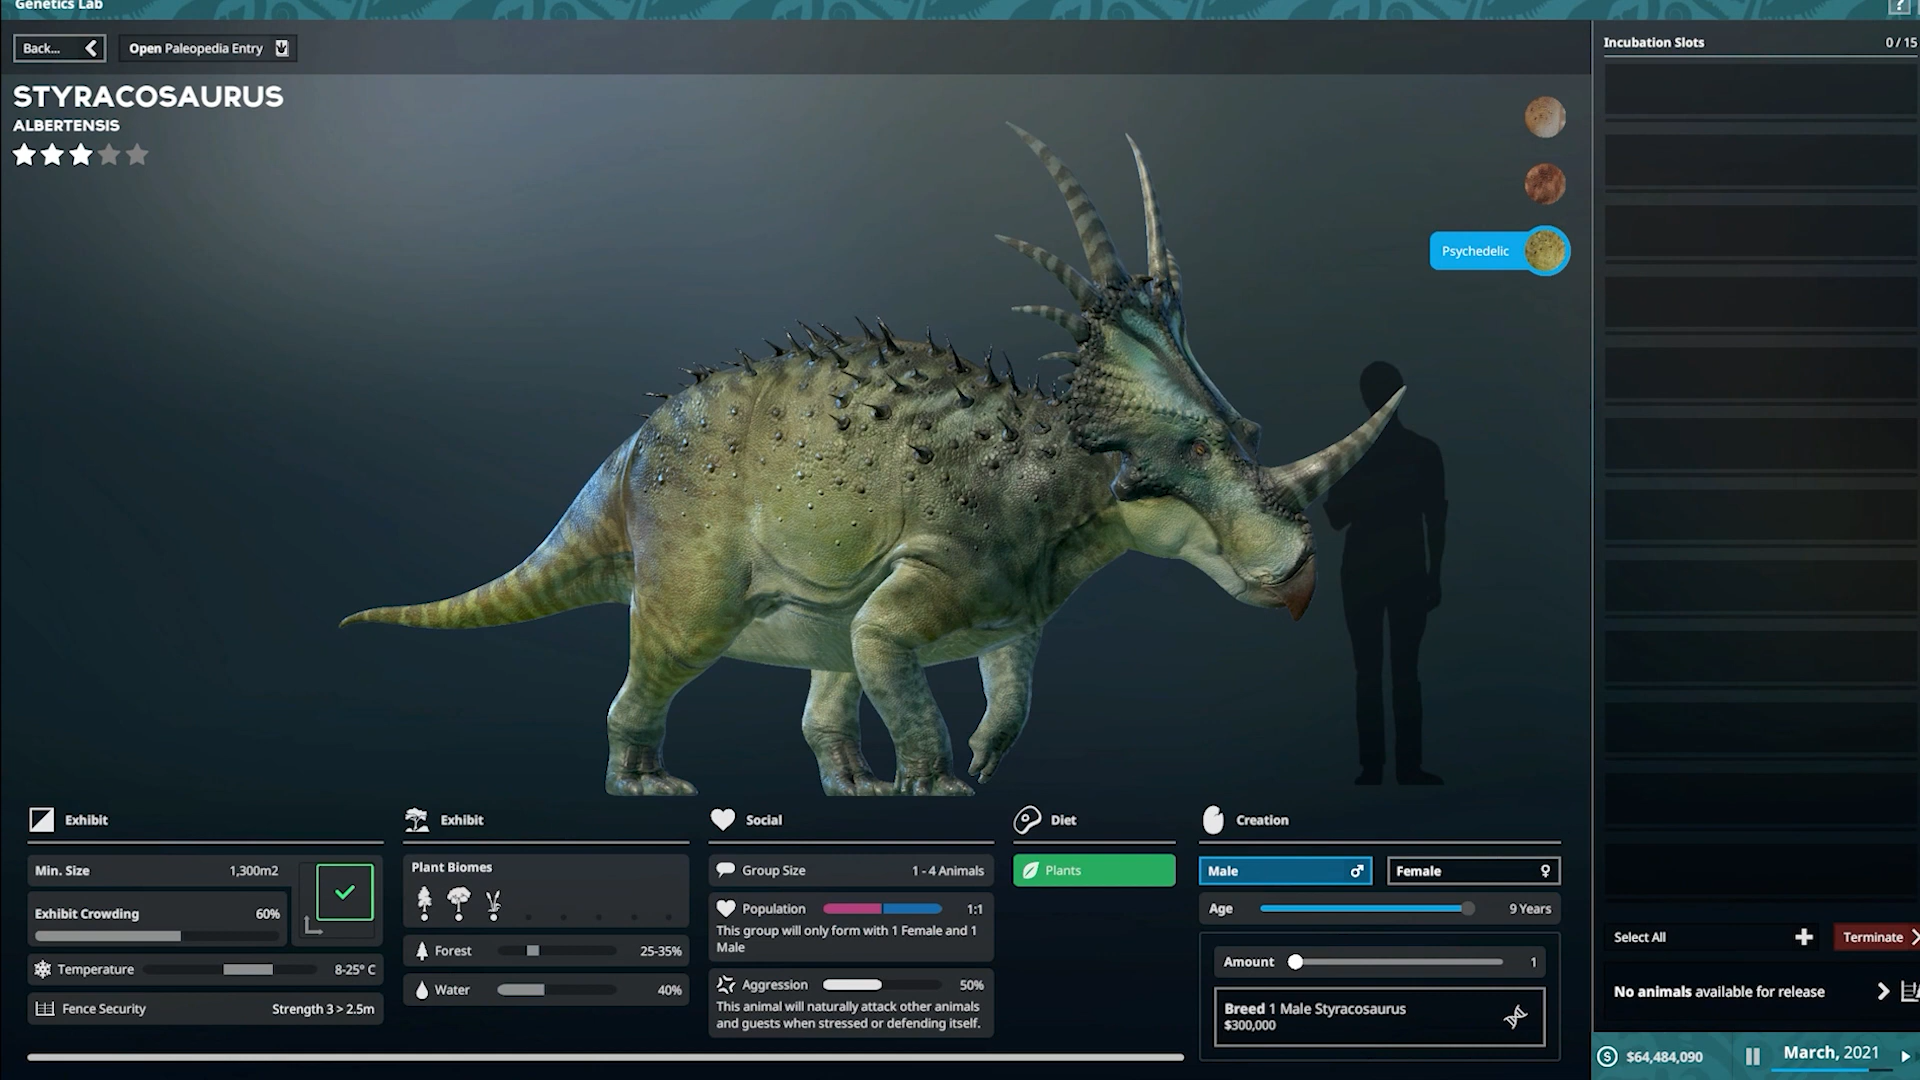 Genetics Lab
?
Back...
Open Paleopedia Entry
Incubation Slots
0 / 15
STYRACOSAURUS
ALBERTENSIS
Psychedelic
Exhibit
Min. Size
1,300m2
Exhibit Crowding
60%
Temperature
8-25° C
Fence Security
Strength 3 > 2.5m
Exhibit
Plant Biomes
Forest
25-35%
Water
40%
Social
Group Size
1 - 4 Animals
Population
1:1
This group will only form with 1 Female and 1
Male
Aggression
50%
This animal will naturally attack other animals
and guests when stressed or defending itself.
Diet
Plants
Creation
Male
Female
Age
9 Years
Amount
1
Breed 1 Male Styracosaurus
$300,000
Select All
Terminate
No animals available for release
$64,484,090
March, 2021